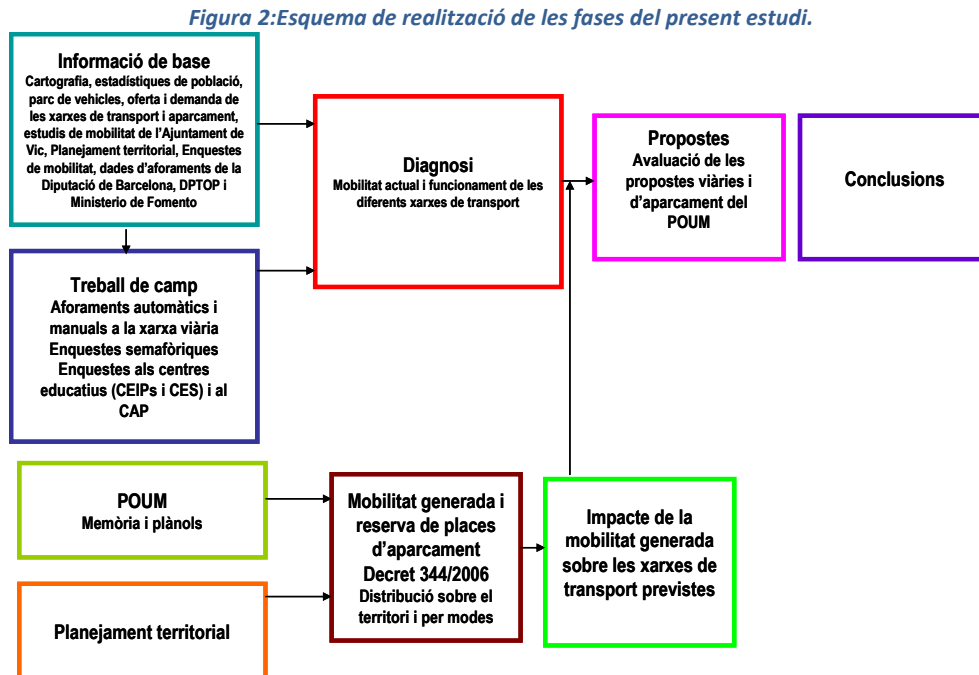 Figura 2:Esquema de realització de les fases del present estudi.
Informació de base
Cartografia, estadístiques de població,
parc de vehicles, oferta i demanda de
les xarxes de transport i aparcament,
estudis de mobilitat de l'Ajuntament de
Vic, Planejament territorial, Enquestes
de mobilitat, dades d'aforaments de la
Diputació de Barcelona, DPTOP i
Ministerio de Fomento
Treball de camp
Aforaments automàtics i
manuals a la xarxa viària
Enquestes semafòriques
Enquestes als centres
educatius (CEIPs i CES) i al
CAP
Diagnosi
Mobilitat actual i funcionament de les
diferents xarxes de transport
Propostes
Avaluació de les
propostes viàries i
d'aparcament del
POUM
Conclusions
POUM
Memòria i plànols
Planejament territorial
Mobilitat generada i
reserva de places
d'aparcament
Decret 344/2006
Distribució sobre el
territori i per modes
Impacte de la
mobilitat generada
sobre les xarxes de
transport previstes